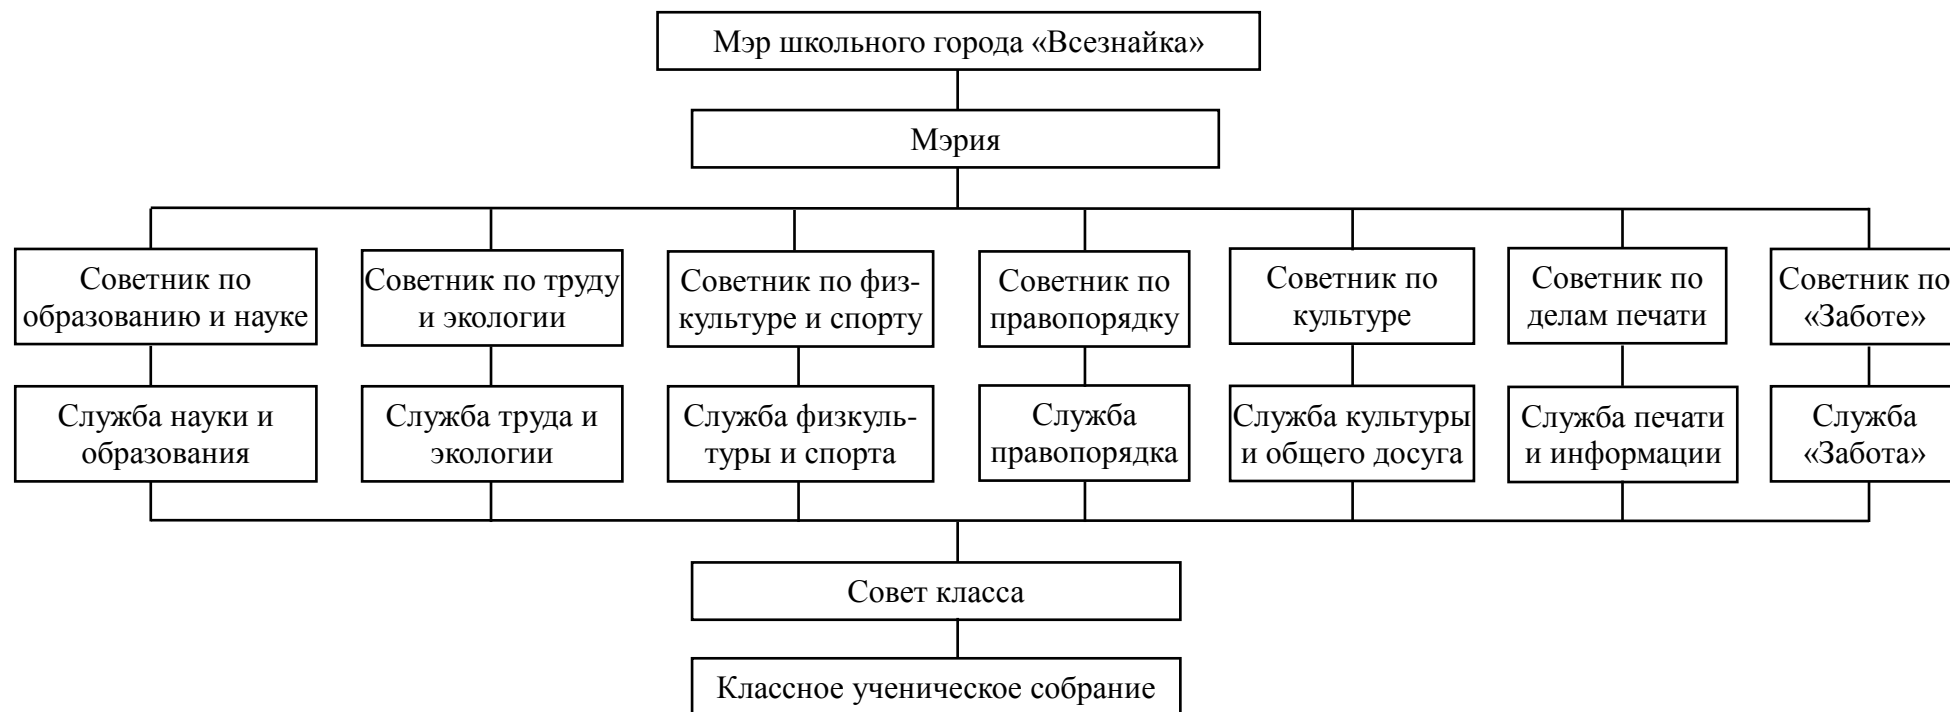 Мэр школьного города «Всезнайка»
Мэрия
Советник по
образованию и науке
Советник по труду
и экологии
Советник по физ-
культуре и спорту
Советник по
правопорядку
Советник по
культуре
Советник по
делам печати
Советник по
«Заботе»
Служба науки и
образования
Служба труда и
экологии
Служба физкуль-
туры и спорта
Служба
правопорядка
Служба культуры
и общего досуга
Служба печати
и информации
Служба
«Забота»
Совет класса
Классное ученическое собрание